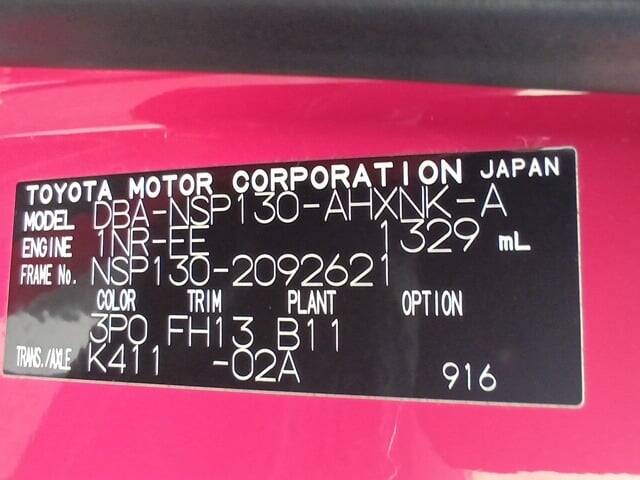 TOYOTA MOTOR CORPORATION JAPAN
MODEL DBA-NSP130-AHXNK-A
ENGINE 1NR-EE 1329 mL
FRAME No. NSP130-2092621
COLOR TRIM PLANT OPTION
3P0 FH13 B11
TRANS./AXLE K411 -02A
916